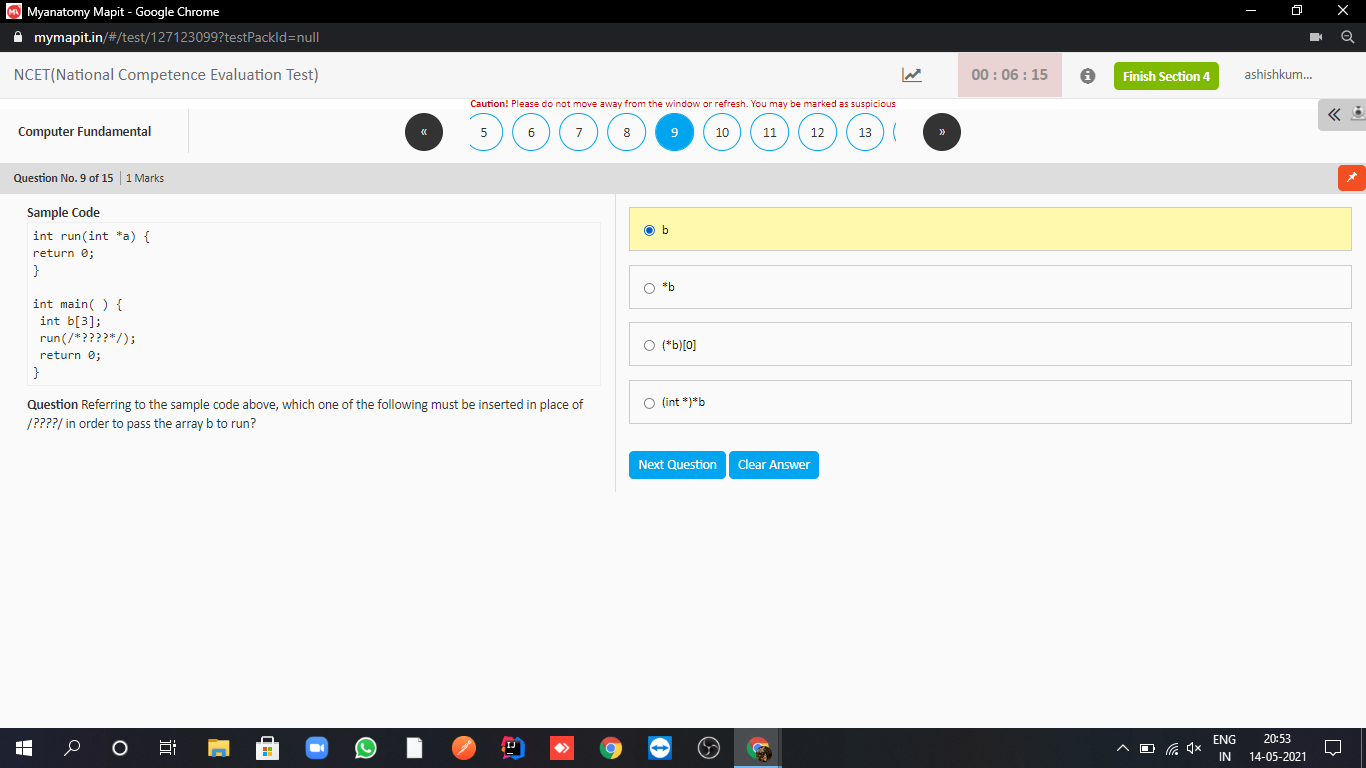 Myanatomy Mapit - Google Chrome
mymapit.in/#/test/127123099?testPackId=null
NCET(National Competence Evaluation Test)
00 : 06 : 15
Finish Section 4
ashishkum...
Caution! Please do not move away from the window or refresh. You may be marked as suspicious
Computer Fundamental
« 5 6 7 8 9 10 11 12 13 »
Question No. 9 of 15 | 1 Marks
Sample Code
int run(int *a) {
return 0;
}
int main( ) {
int b[3];
run(/*????*/);
return 0;
}
Question Referring to the sample code above, which one of the following must be inserted in place of
/????/ in order to pass the array b to run?
b
*b
(*b)[0]
(int *)*b
Next Question
Clear Answer
ENG
IN
20:53
14-05-2021